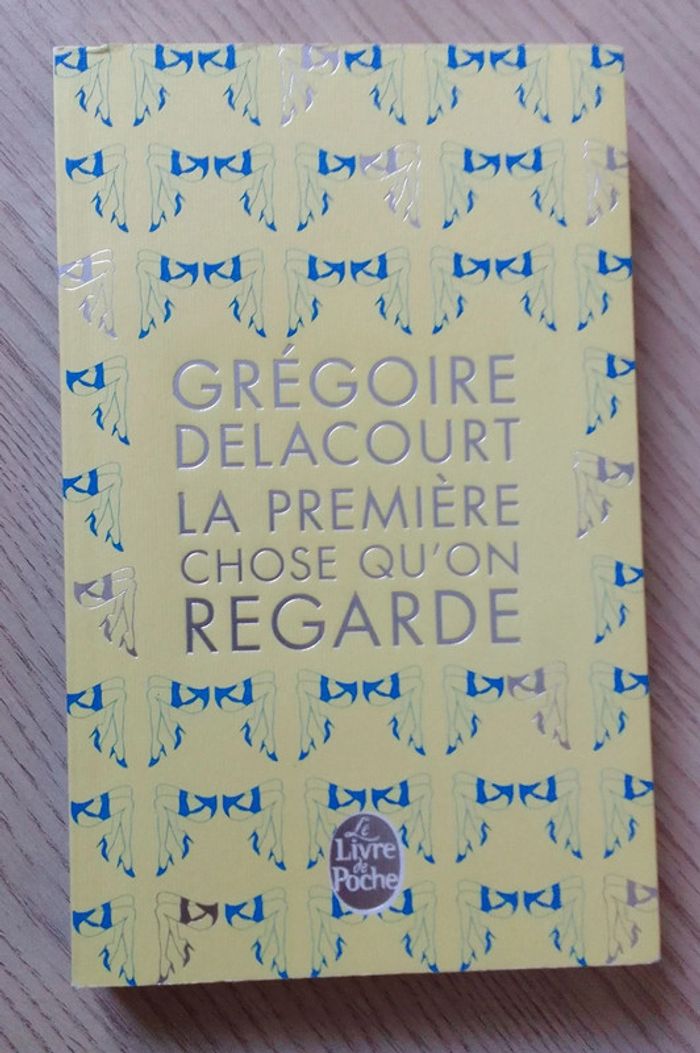 GRÉGOIRE
DELACOURT
LA PREMIÈRE
CHOSE QU'ON
REGARDE
Le
Livre
de
Poche